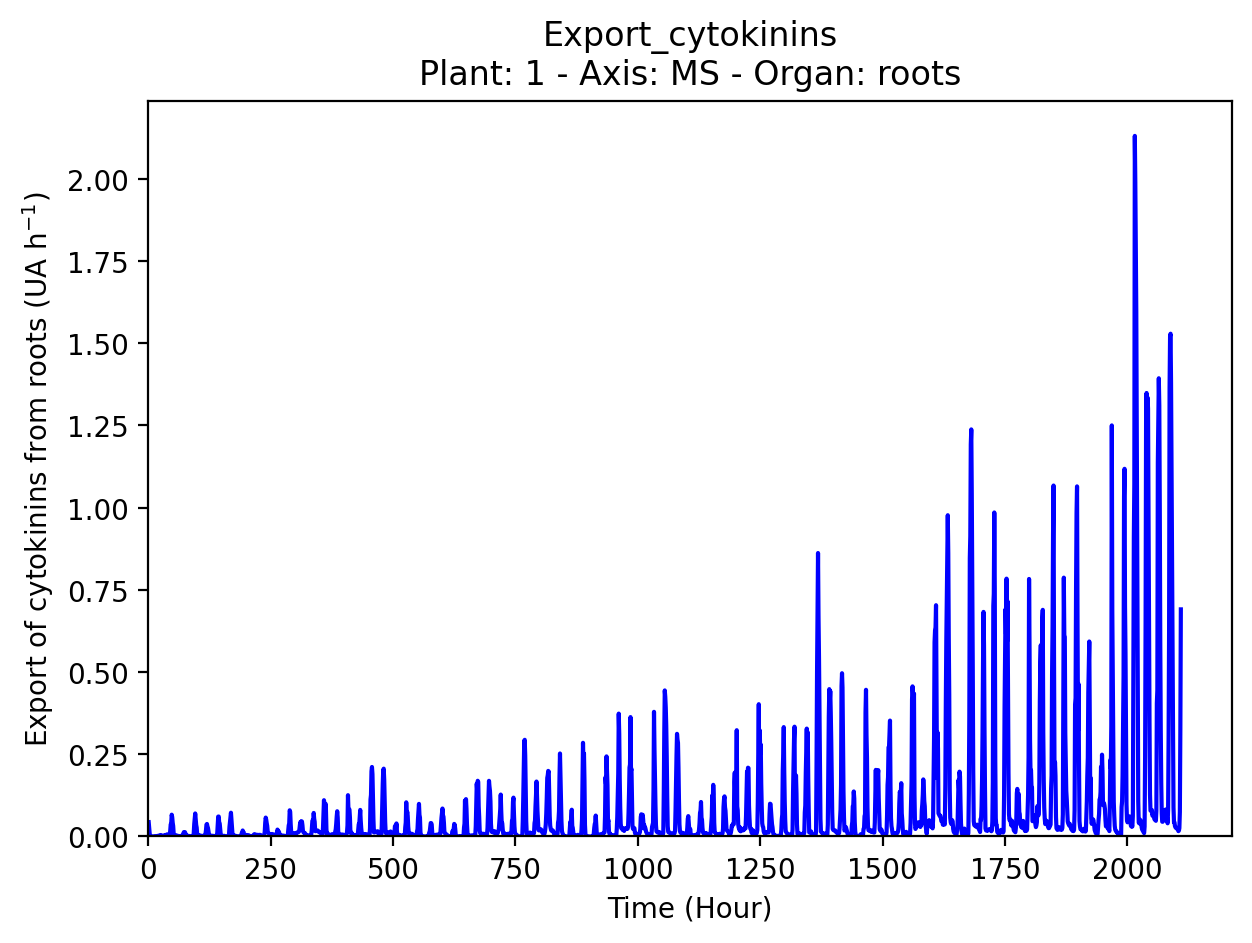 Export_cytokinins
Plant: 1 - Axis: MS - Organ: roots
Export of cytokinins from roots (UA h⁻¹)
2.00
1.75
1.50
1.25
1.00
0.75
0.50
0.25
0.00
0 250 500 750 1000 1250 1500 1750 2000
Time (Hour)